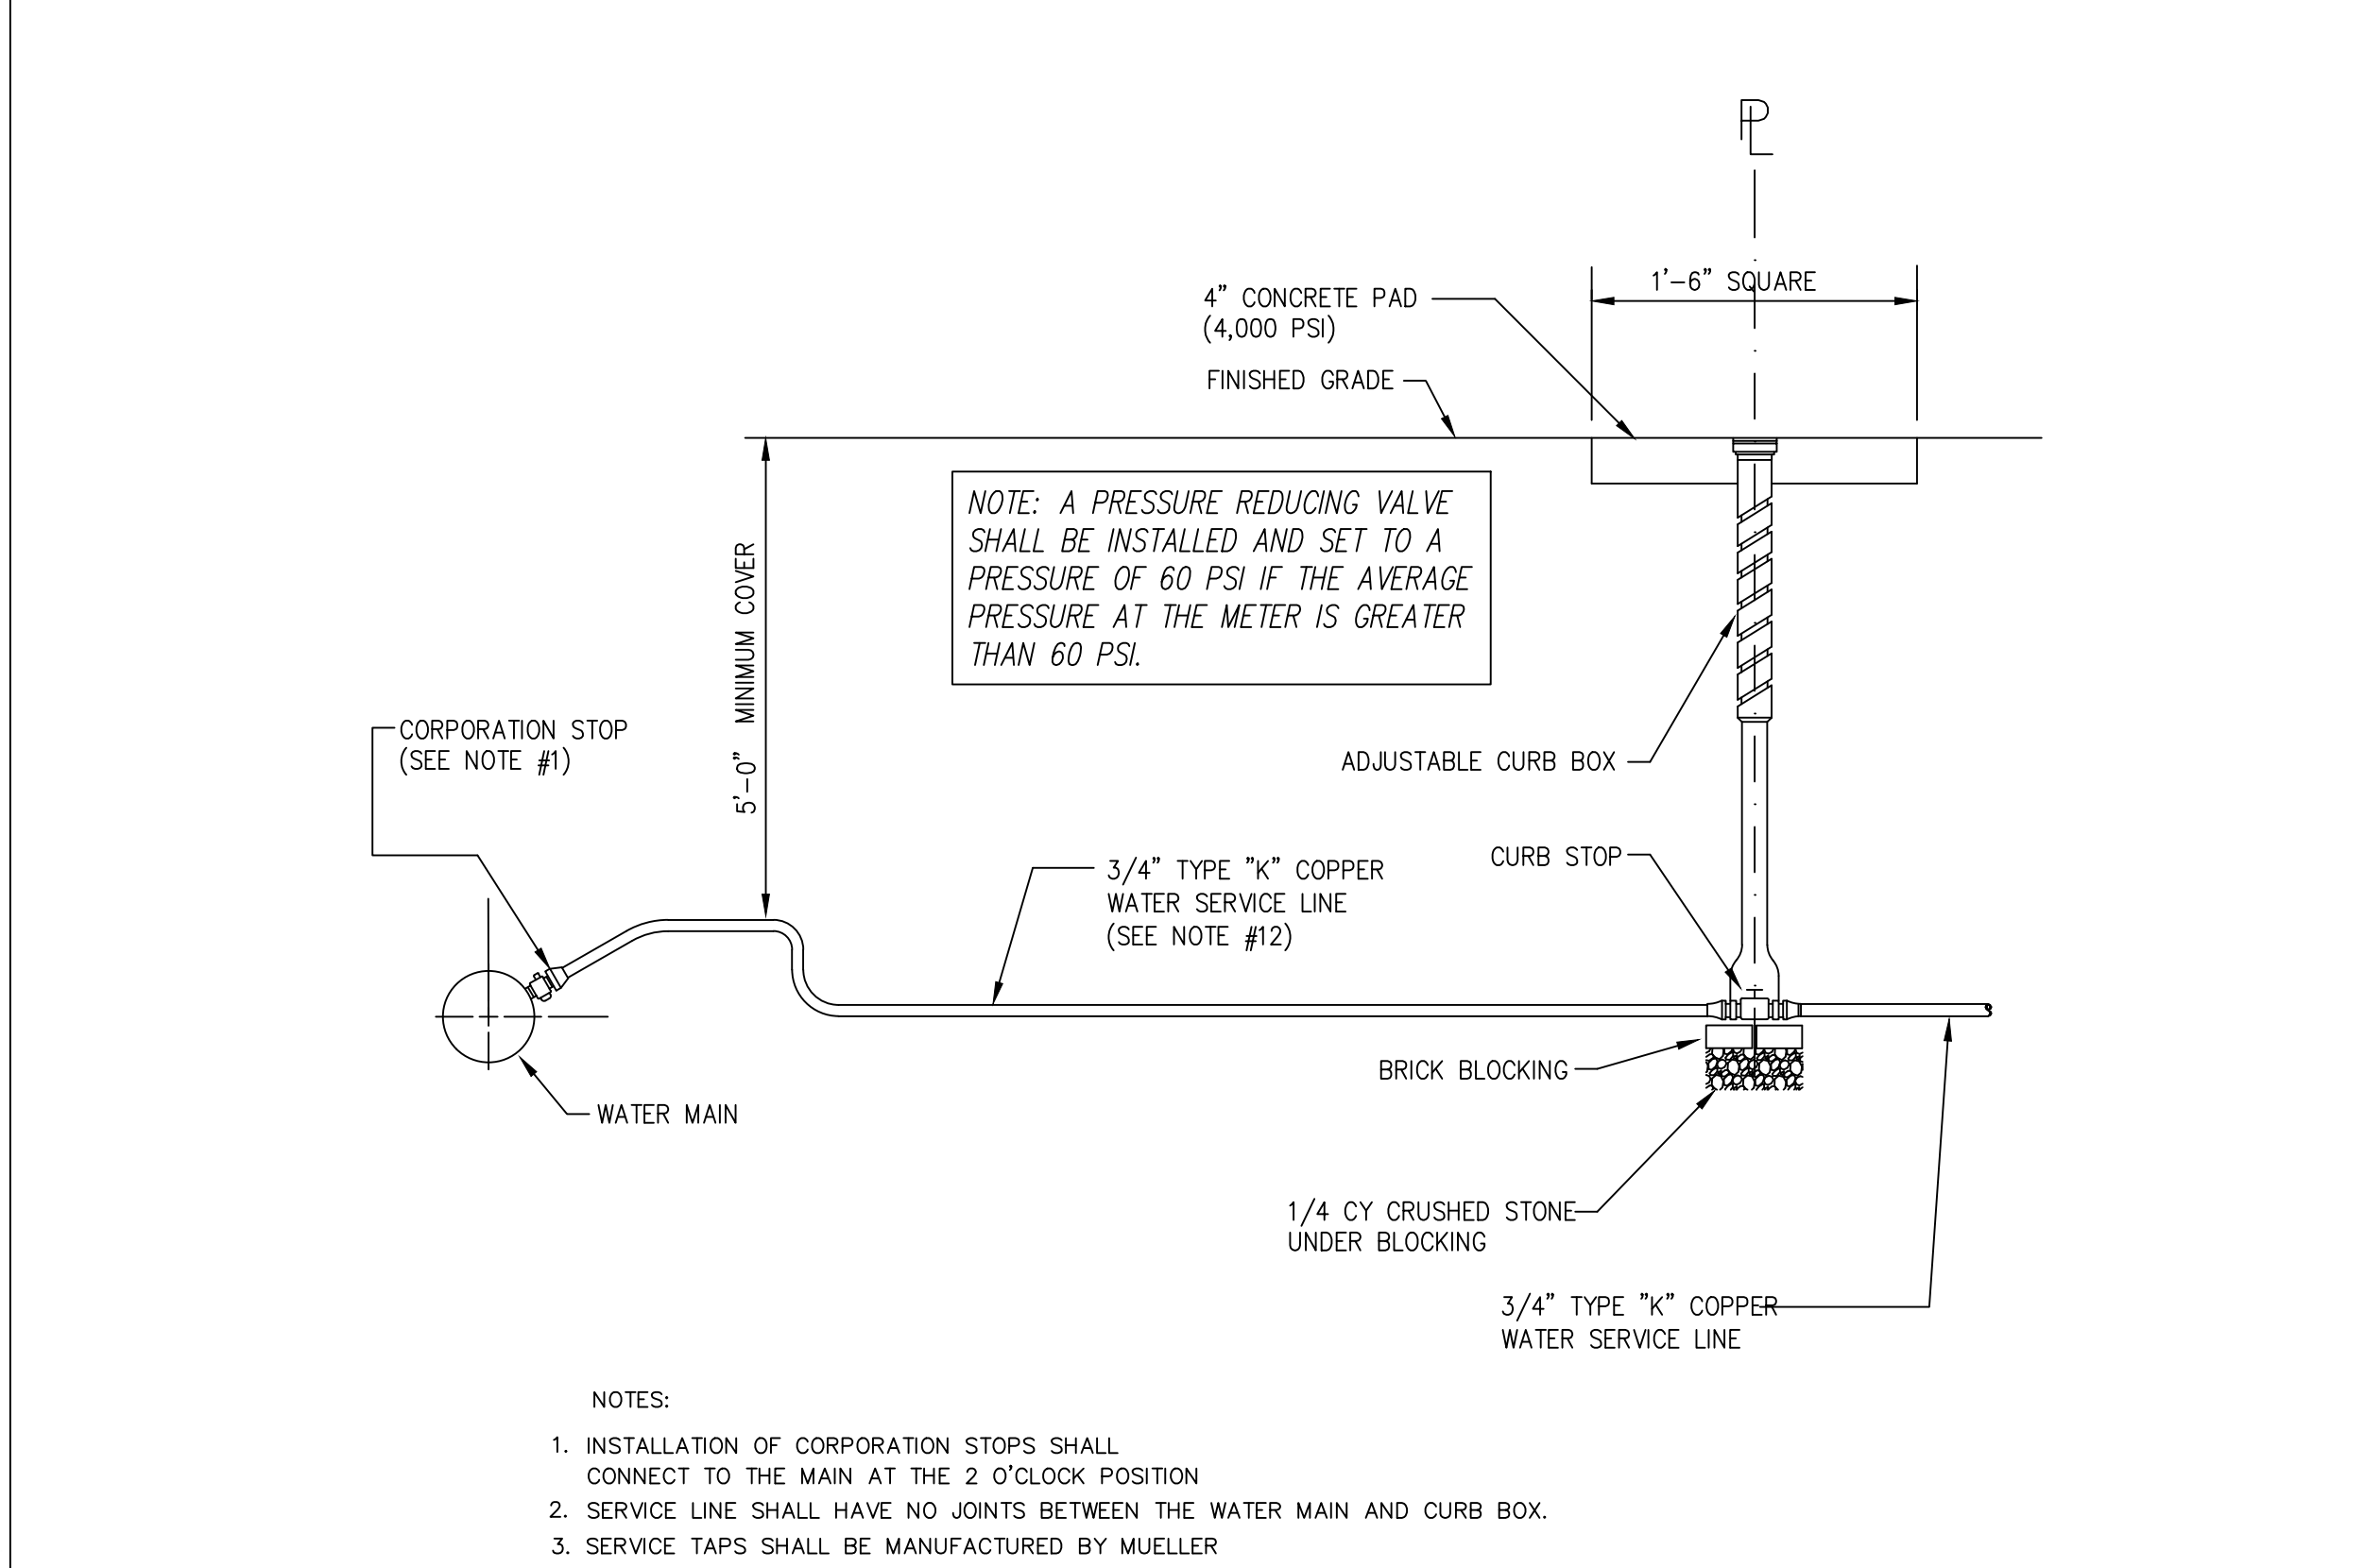 PL
1'-6" SQUARE
4" CONCRETE PAD
(4,000 PSI)
FINISHED GRADE
NOTE: A PRESSURE REDUCING VALVE
SHALL BE INSTALLED AND SET TO A
PRESSURE OF 60 PSI IF THE AVERAGE
PRESSURE AT THE METER IS GREATER
THAN 60 PSI.
5'-0" MINIMUM COVER
CORPORATION STOP
(SEE NOTE #1)
ADJUSTABLE CURB BOX
3/4" TYPE "K" COPPER
WATER SERVICE LINE
(SEE NOTE #12)
CURB STOP
BRICK BLOCKING
WATER MAIN
1/4 CY CRUSHED STONE
UNDER BLOCKING
3/4" TYPE "K" COPPER
WATER SERVICE LINE
NOTES:
1. INSTALLATION OF CORPORATION STOPS SHALL
CONNECT TO THE MAIN AT THE 2 O'CLOCK POSITION
2. SERVICE LINE SHALL HAVE NO JOINTS BETWEEN THE WATER MAIN AND CURB BOX.
3. SERVICE TAPS SHALL BE MANUFACTURED BY MUELLER